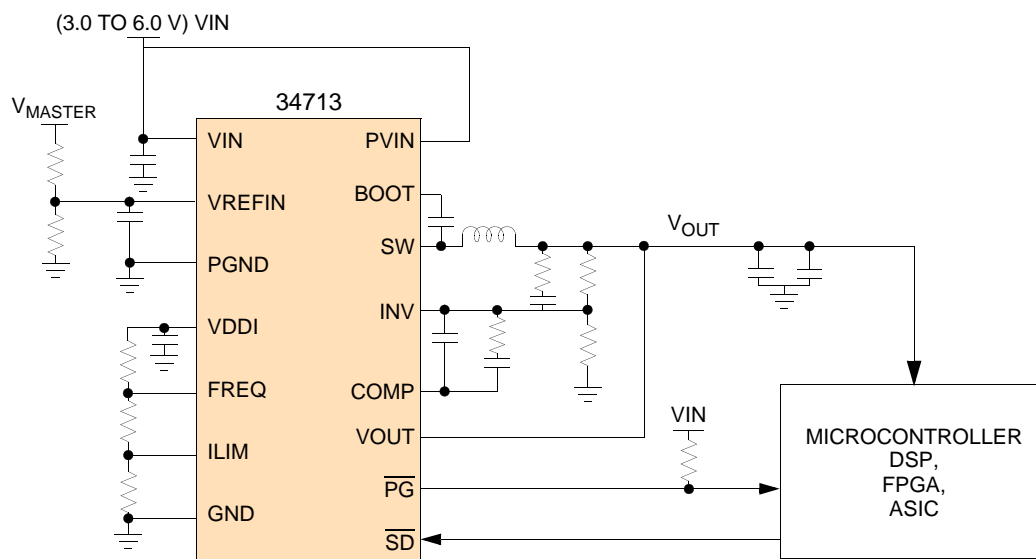 (3.0 TO 6.0 V) VIN
34713
VMASTER
VIN
PVIN
BOOT
VREFIN
SW
VOUT
PGND
INV
VDDI
FREQ
COMP
VIN
VOUT
ILIM
PG
GND
SD
MICROCONTROLLER
DSP,
FPGA,
ASIC